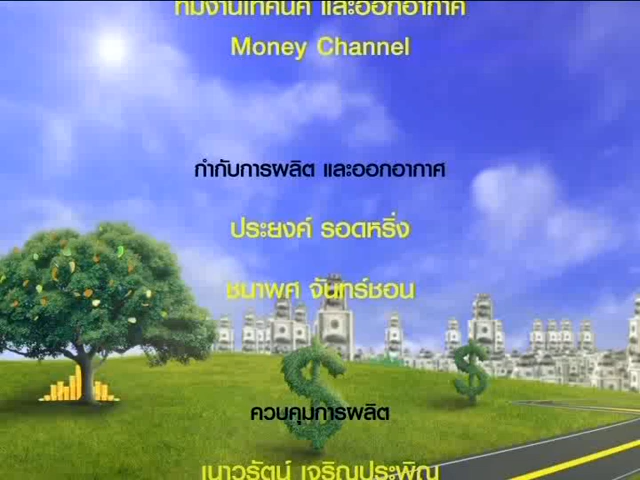 ทีมงานเทคนิค และออกอากาศ
Money Channel
กำกับการผลิต และออกอากาศ
ประยงค์ รอดหริ่ง
ชนาพศ จันทร์ชอน
ควบคุมการผลิต
เนาวรัตน์ เจริญประพิณ